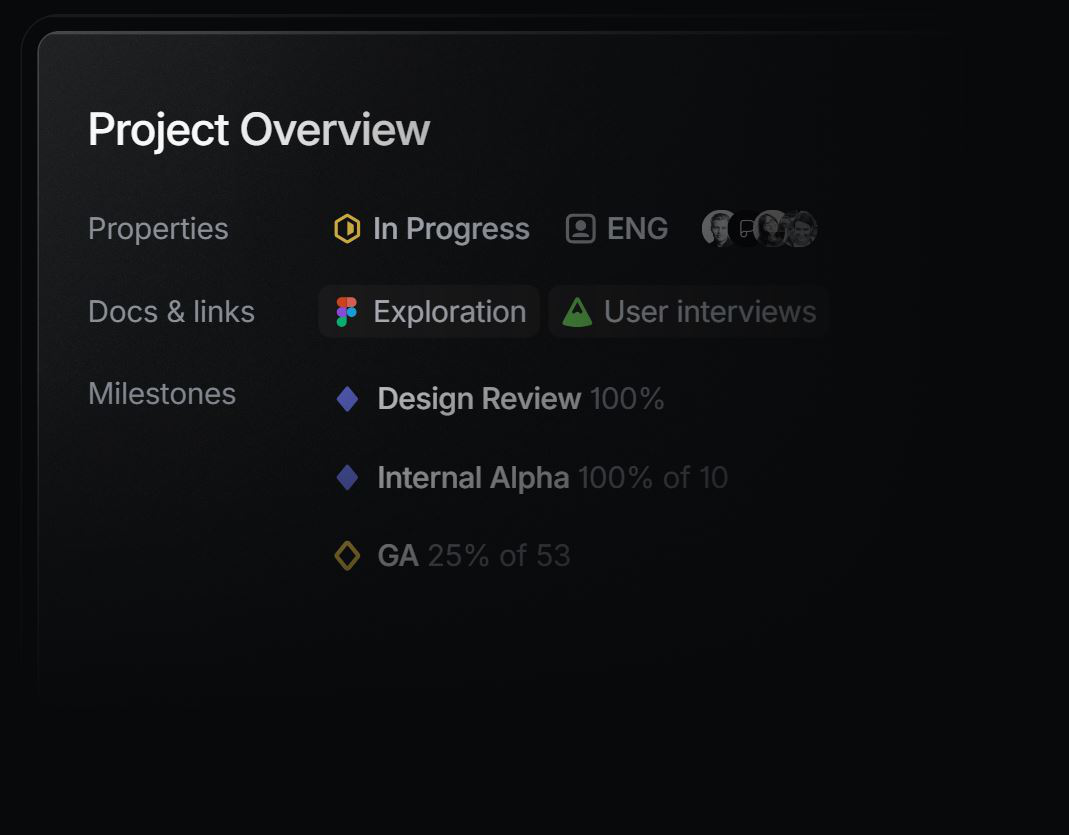 Project Overview
Properties In Progress ENG
Docs & links Exploration User interviews
Milestones Design Review 100%
Internal Alpha 100% of 10
GA 25% of 53